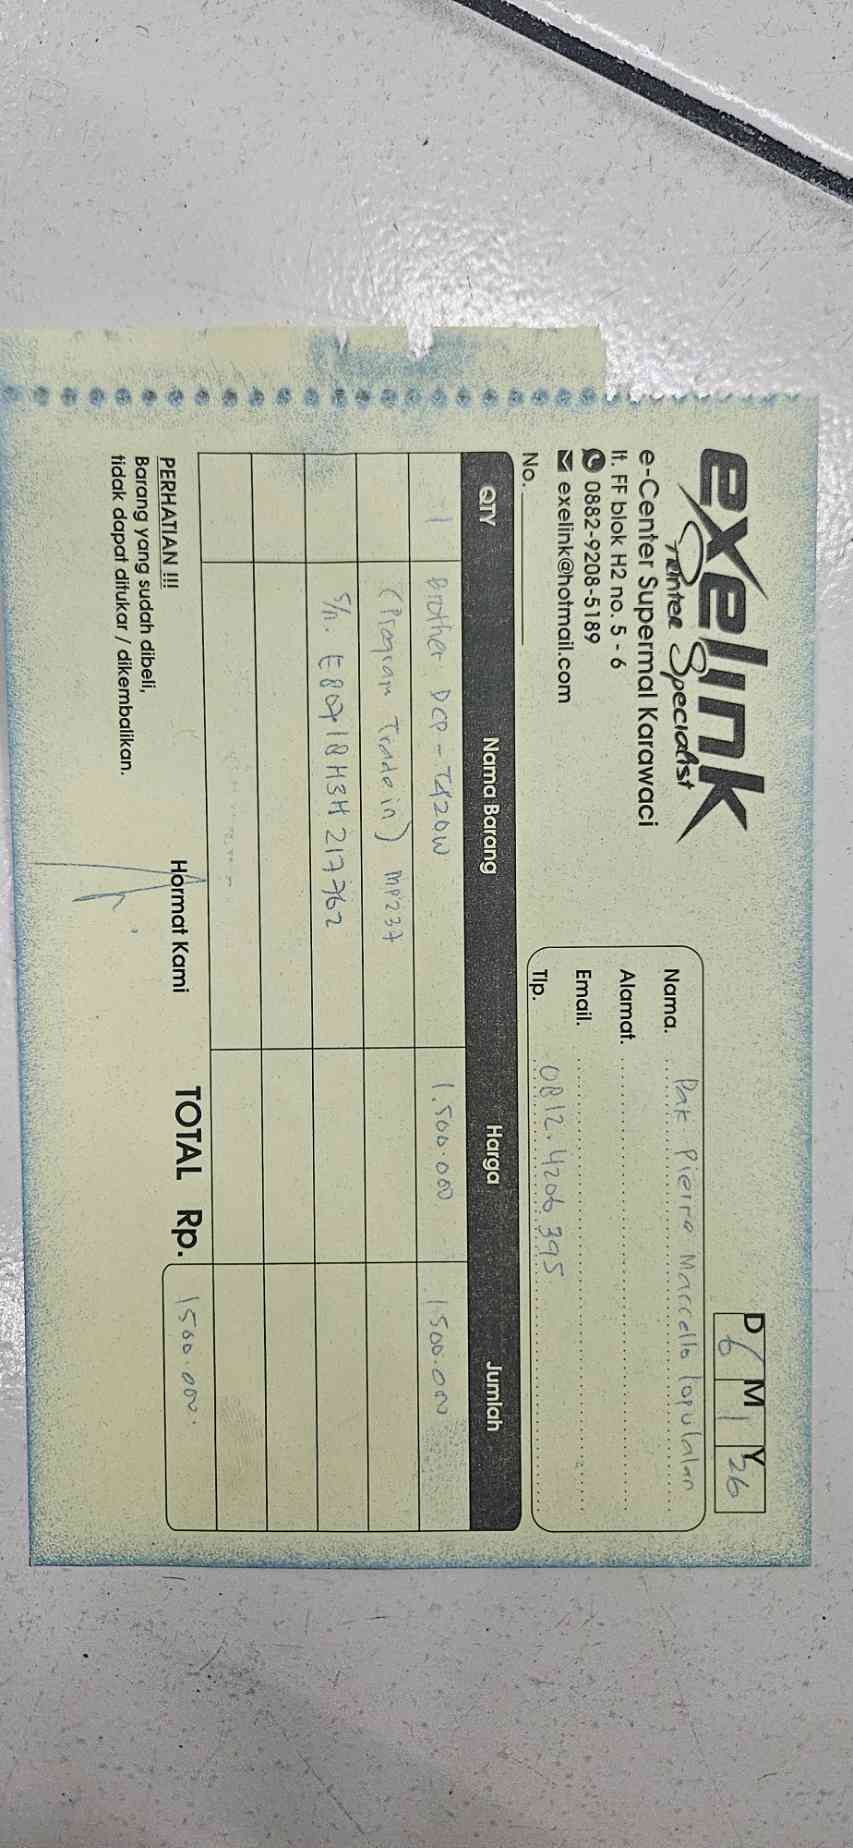 exelink
Printer Specialist
e-Center Supermal Karawaci
lt. FF blok H2 no. 5 - 6
0882-9208-5189
exelink@hotmail.com
No.
D 6 M 1 Y 26
Nama. Pak Pierre Marcello lopulalan
Alamat.
Email.
Tlp. 0812.4206 395
QTY Nama Barang Harga Jumlah
1 Brother DCP-T420W 1.500.000 1500.000
(Program Trade in) MP237
S/n. E80718H3H217762
PERHATIAN !!!
Barang yang sudah dibeli,
tidak dapat ditukar / dikembalikan.
Hormat Kami
TOTAL Rp. 1500.000